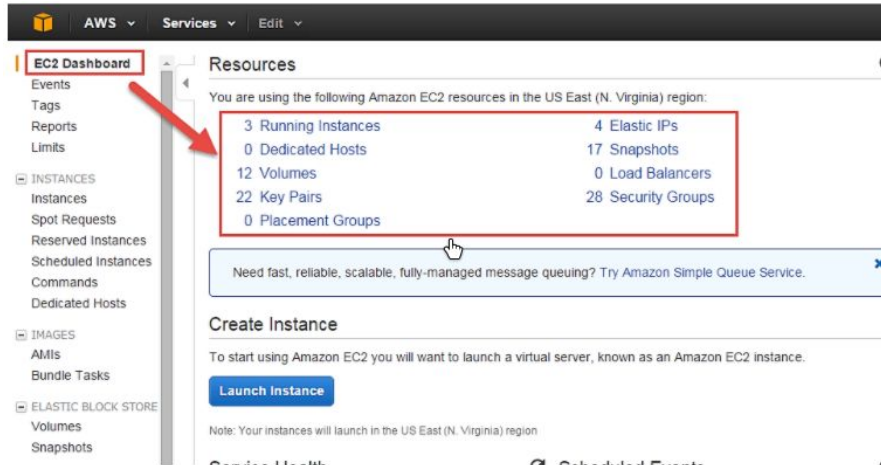 AWS Services Edit
EC2 Dashboard
Events
Tags
Reports
Limits
INSTANCES
Instances
Spot Requests
Reserved Instances
Scheduled Instances
Commands
Dedicated Hosts
IMAGES
AMIs
Bundle Tasks
ELASTIC BLOCK STORE
Volumes
Snapshots
Resources
You are using the following Amazon EC2 resources in the US East (N. Virginia) region:
3 Running Instances 4 Elastic IPs
0 Dedicated Hosts 17 Snapshots
12 Volumes 0 Load Balancers
22 Key Pairs 28 Security Groups
0 Placement Groups
Need fast, reliable, scalable, fully-managed message queuing? Try Amazon Simple Queue Service.
Create Instance
To start using Amazon EC2 you will want to launch a virtual server, known as an Amazon EC2 instance.
Launch Instance
Note: Your instances will launch in the US East (N. Virginia) region
Service Health Scheduled Events